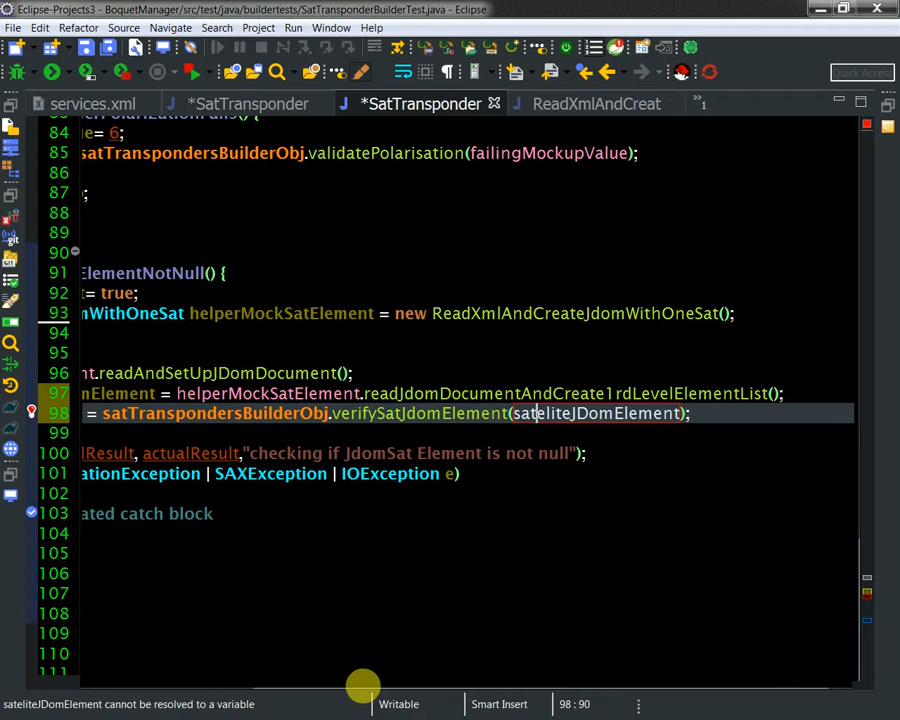 Eclipse-Projects3 - BoquetManager/src/test/java/buildertests/SatTransponderBuilderTest.java - Eclipse
File Edit Refactor Source Navigate Search Project Run Window Help
Quick Access
services.xml *SatTransponder *SatTransponder ReadXmlAndCreat »1
84 ue= 6;
85 satTranspondersBuilderObj.validatePolarisation(failingMockupValue);
86
87 );
88
89
90
91 ElementNotNull() {
92 t= true;
93 mWithOneSat helperMockSatElement = new ReadXmlAndCreateJdomWithOneSat();
94
95
96 nt.readAndSetUpJDomDocument();
97 mElement = helperMockSatElement.readJdomDocumentAndCreate1rdLevelElementList();
98 = satTranspondersBuilderObj.verifySatJdomElement(sateliteJDomElement);
99
100 lResult, actualResult,"checking if JdomSat Element is not null");
101 ationException | SAXException | IOException e)
102
103 ated catch block
104
105
106
107
108
109
110
111
sateliteJDomElement cannot be resolved to a variable Writable Smart Insert 98 : 90